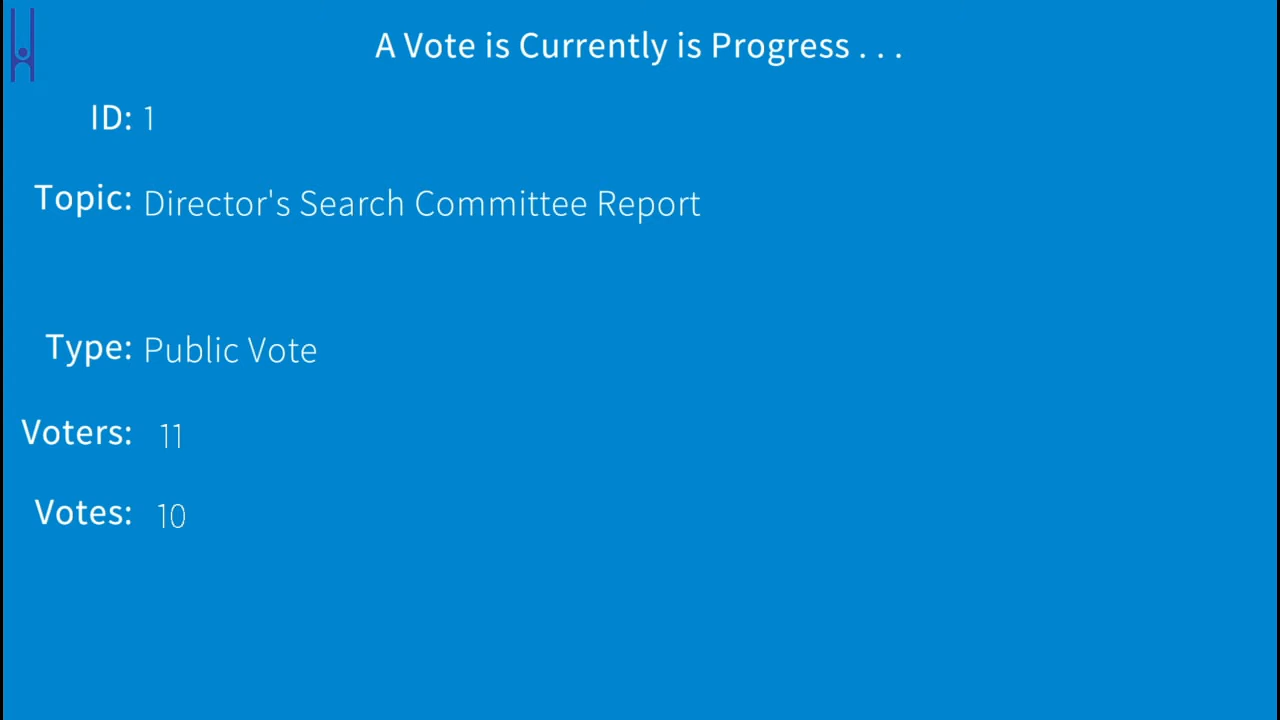 A Vote is Currently is Progress . . .
ID: 1
Topic: Director's Search Committee Report
Type: Public Vote
Voters: 11
Votes: 10